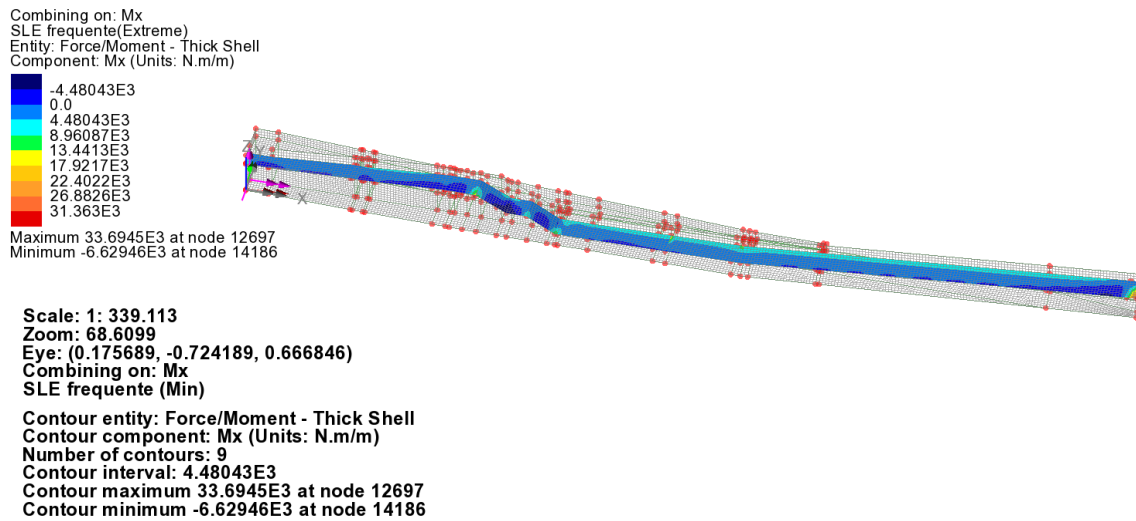 Combining on: Mx
SLE frequente(Extreme)
Entity: Force/Moment - Thick Shell
Component: Mx (Units: N.m/m)
-4.48043E3
0.0
4.48043E3
8.96087E3
13.4413E3
17.9217E3
22.4022E3
26.8826E3
31.363E3
Maximum 33.6945E3 at node 12697
Minimum -6.62946E3 at node 14186
Z
Y
X
Scale: 1: 339.113
Zoom: 68.6099
Eye: (0.175689, -0.724189, 0.666846)
Combining on: Mx
SLE frequente (Min)
Contour entity: Force/Moment - Thick Shell
Contour component: Mx (Units: N.m/m)
Number of contours: 9
Contour interval: 4.48043E3
Contour maximum 33.6945E3 at node 12697
Contour minimum -6.62946E3 at node 14186